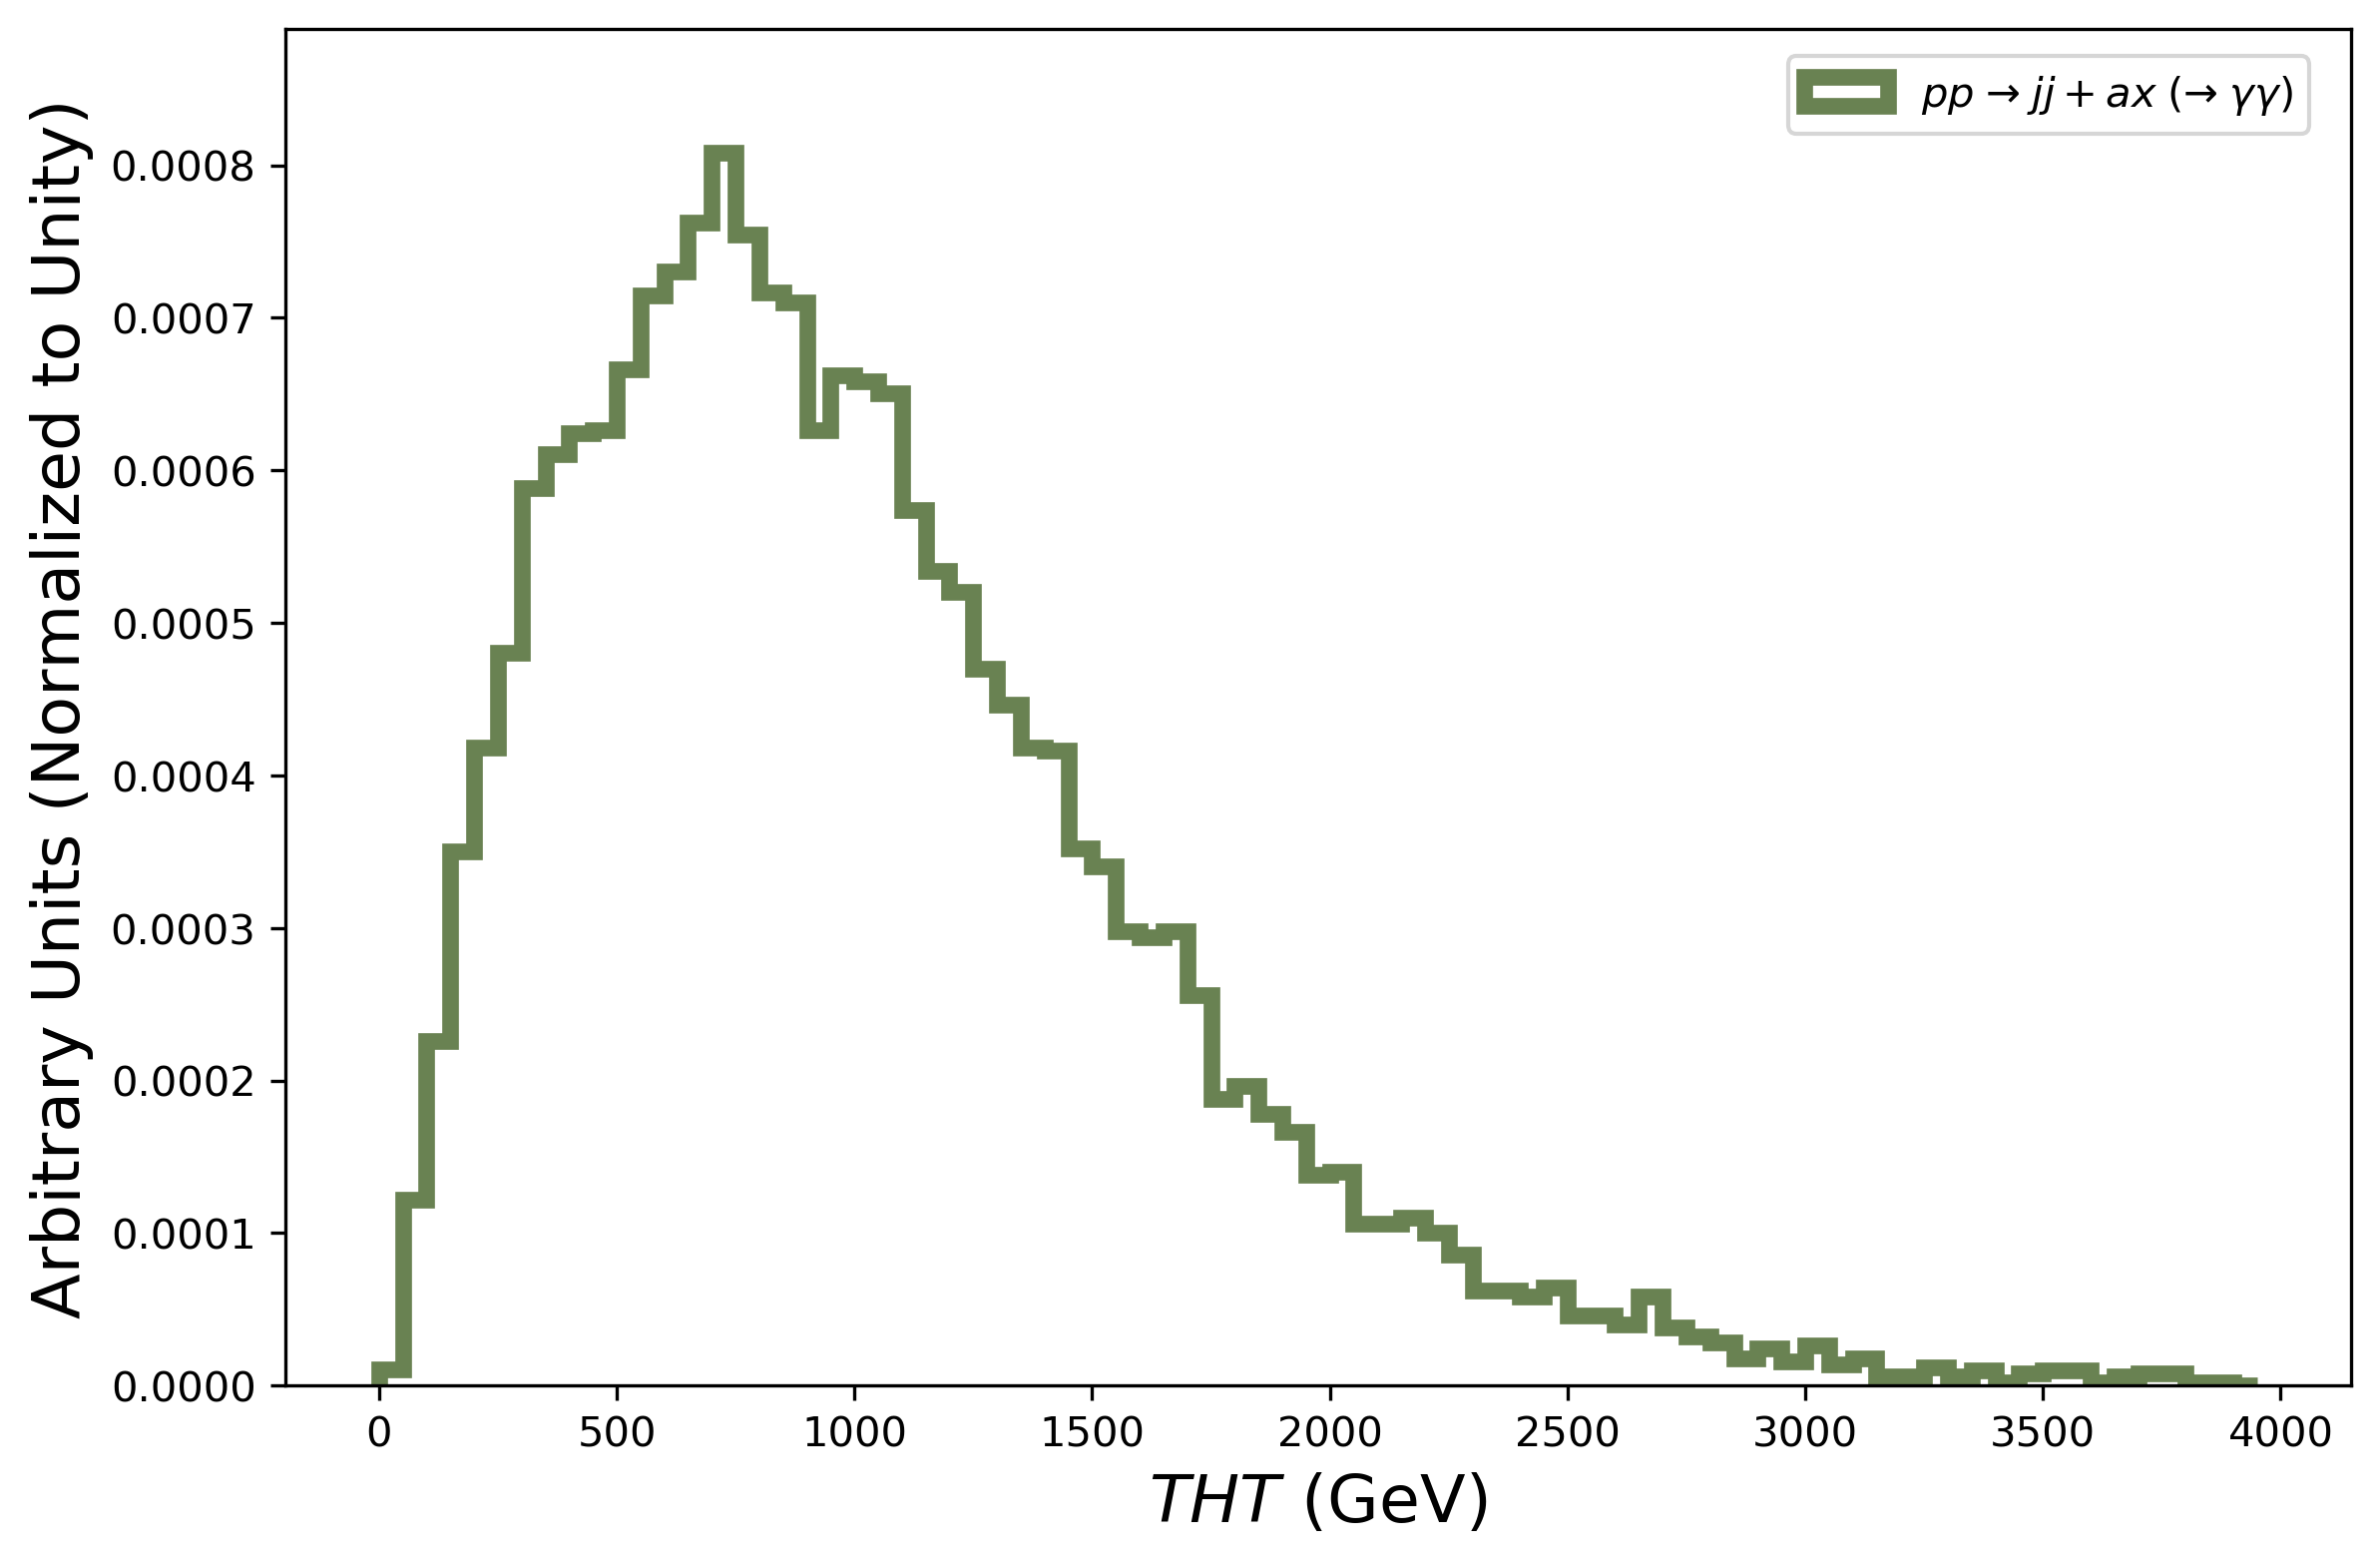 pp → jj + ax (→ γγ)
Arbitrary Units (Normalized to Unity)
0.0008
0.0007
0.0006
0.0005
0.0004
0.0003
0.0002
0.0001
0.0000
0 500 1000 1500 2000 2500 3000 3500 4000
THT (GeV)